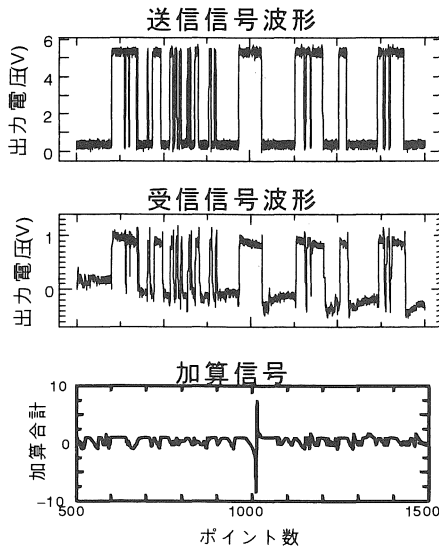 送信信号波形
6
4
2
0
出力電圧(V)
受信信号波形
1
0
出力電圧(V)
加算信号
10
0
-10
加算合計
500
1000
1500
ポイント数